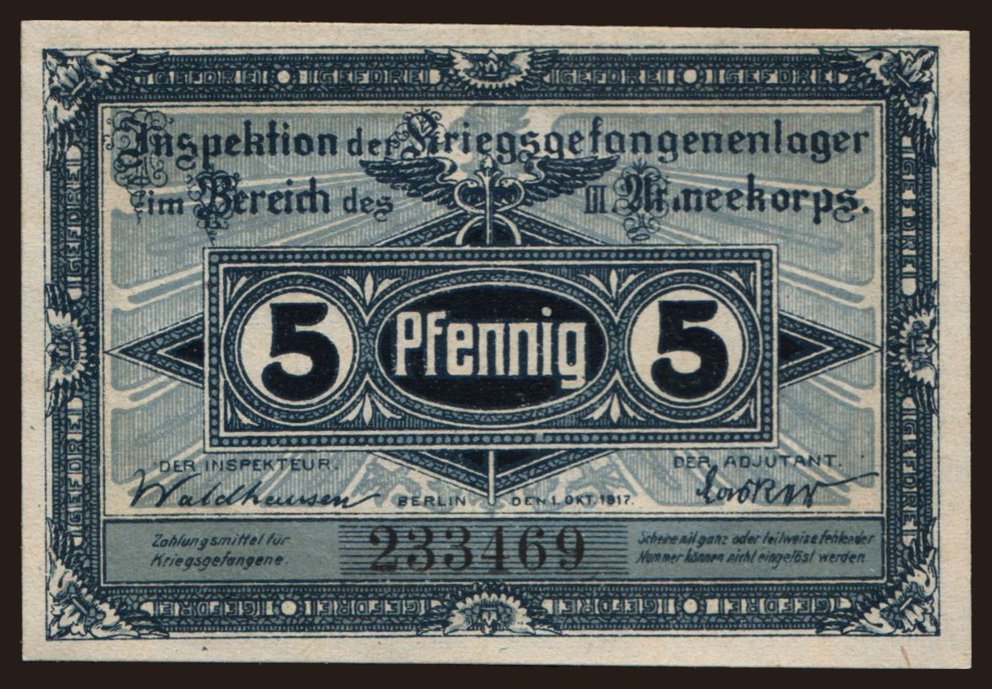 Inspektion der Kriegsgefangenenlager
im Bereich des III Armeekorps.
5 Pfennig 5
DER INSPEKTEUR. DER ADJUTANT.
Waldhausen
BERLIN DEN 1. OKT. 1917.
Zahlungsmittel für
Kriegsgefangene.
233469
Scheine mit ganz oder teilweise fehlender
Nummer können nicht eingelöst werden